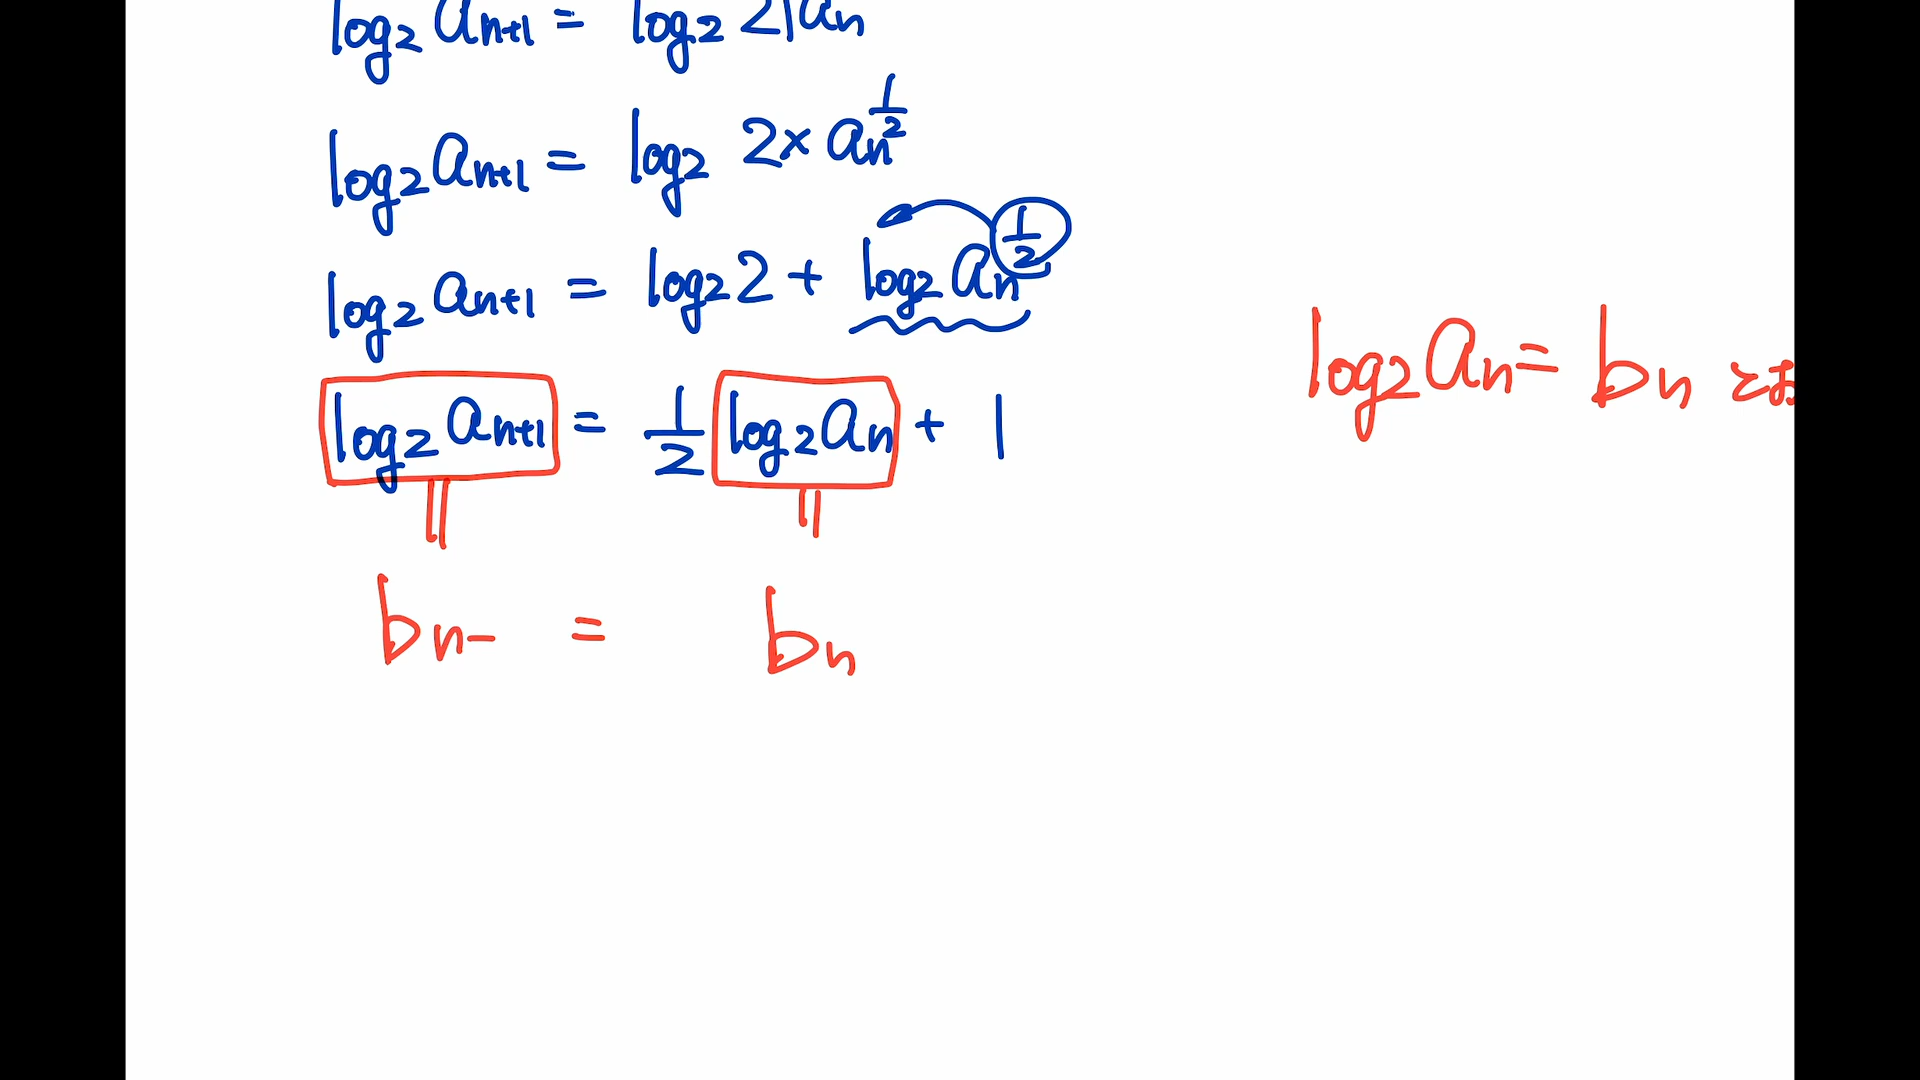 log₂ aₙ₊₁ = log₂ 2√aₙ
log₂ aₙ₊₁ = log₂ 2× aₙ^(1/2)
log₂ aₙ₊₁ = log₂ 2 + log₂ aₙ^(1/2)
log₂ aₙ = bₙ とお
log₂ aₙ₊₁ = 1/2 log₂ aₙ + 1
|| ||
bₙ₋ = bₙ